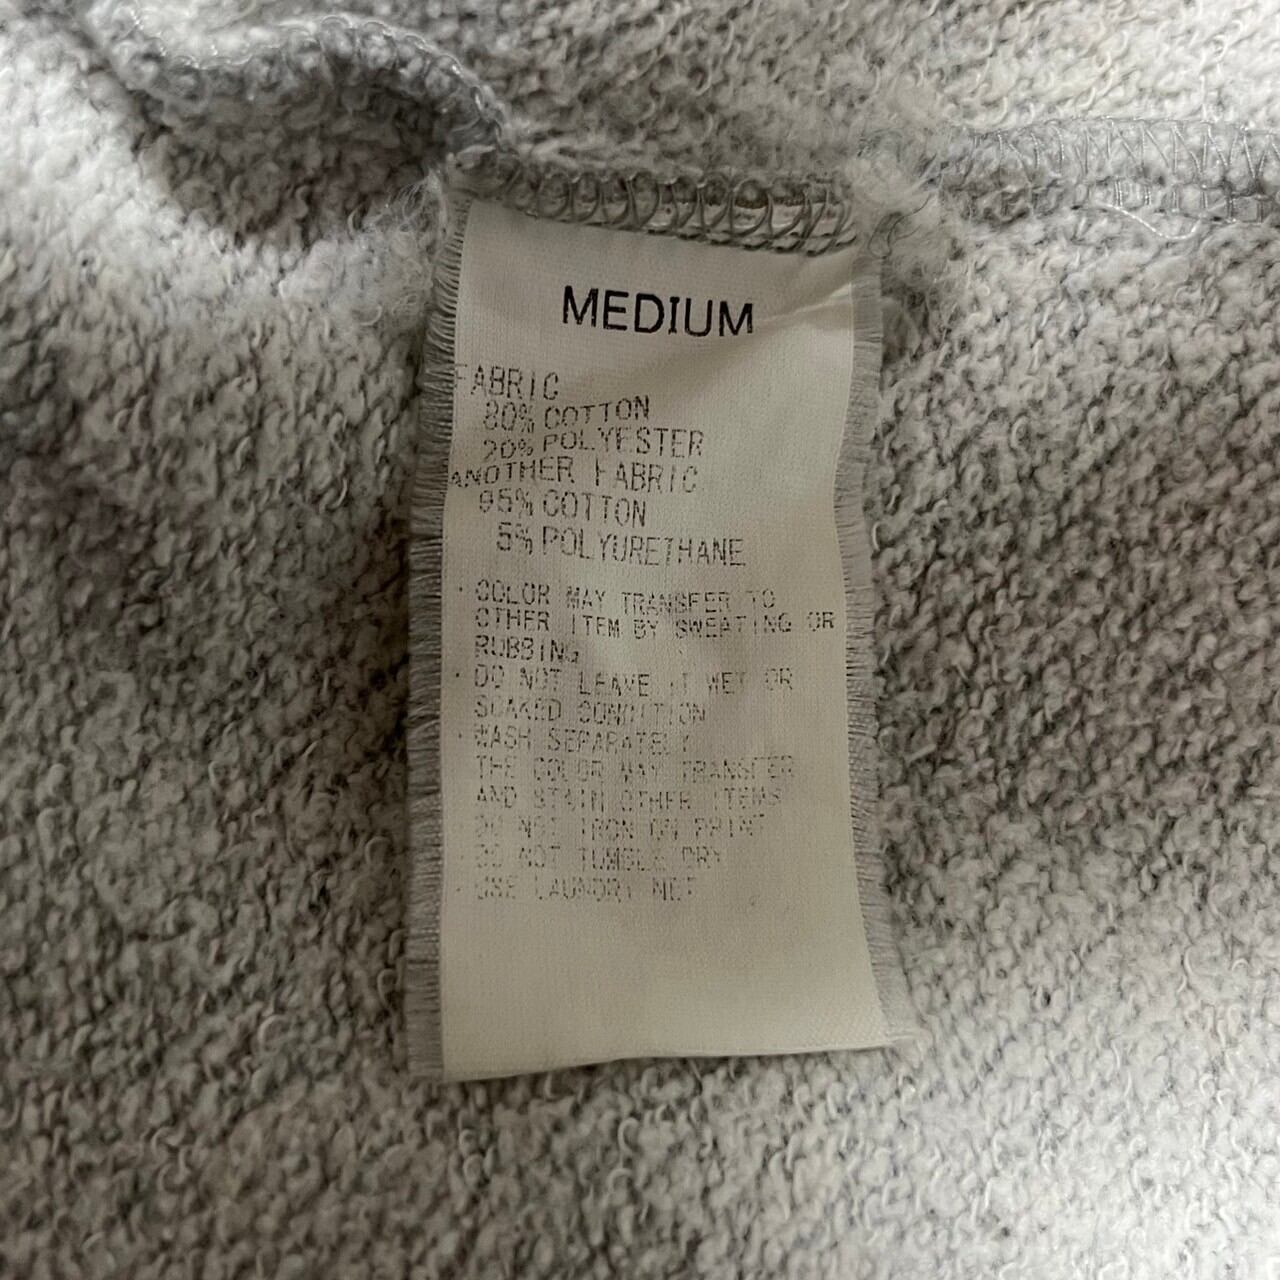 MEDIUM
FABRIC
80% COTTON
20% POLYESTER
ANOTHER FABRIC
95% COTTON
5% POLYURETHANE
· COLOR MAY TRANSFER TO
OTHER ITEM BY SWEATING OR
RUBBING
· DO NOT LEAVE IT WET OR
SOAKED CONDITION
· WASH SEPARATELY
THE COLOR MAY TRANSFER
AND STAIN OTHER ITEMS
· DO NOT IRON ON PRINT
· DO NOT TUMBLE DRY
· USE LAUNDRY NET